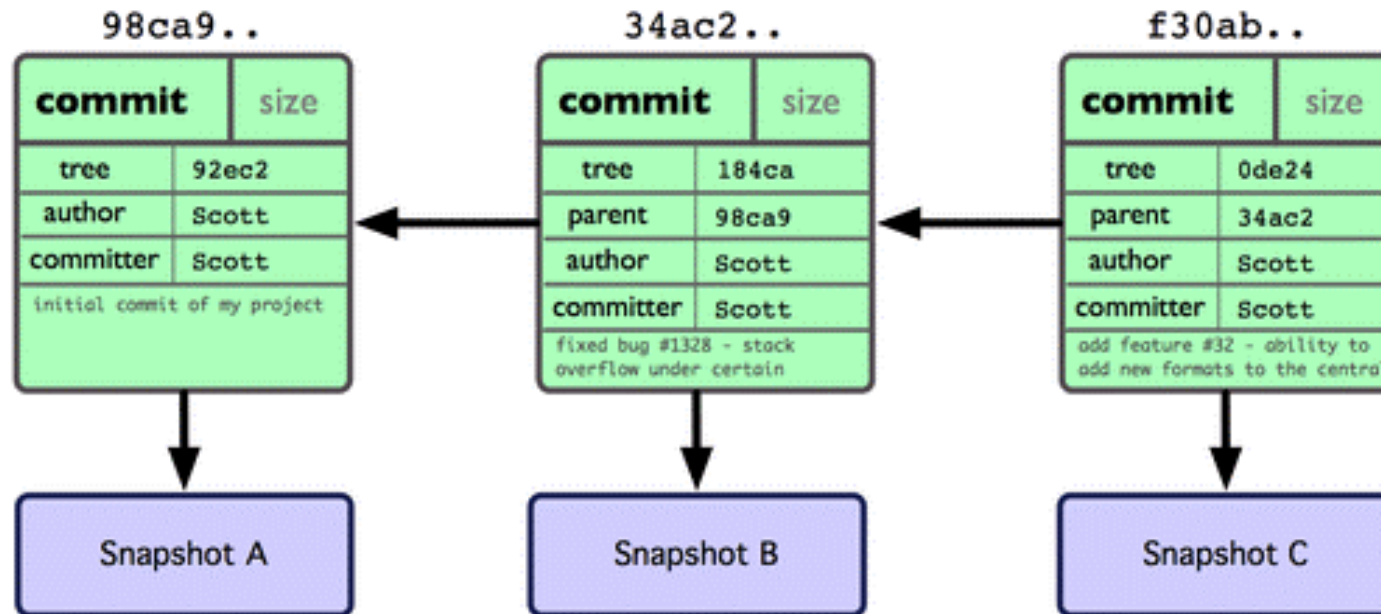 98ca9..
commit size
tree 92ec2
author Scott
committer Scott
initial commit of my project
Snapshot A
34ac2..
commit size
tree 184ca
parent 98ca9
author Scott
committer Scott
fixed bug #1328 - stack
overflow under certain
Snapshot B
f30ab..
commit size
tree 0de24
parent 34ac2
author Scott
committer Scott
add feature #32 - ability to
add new formats to the central
Snapshot C